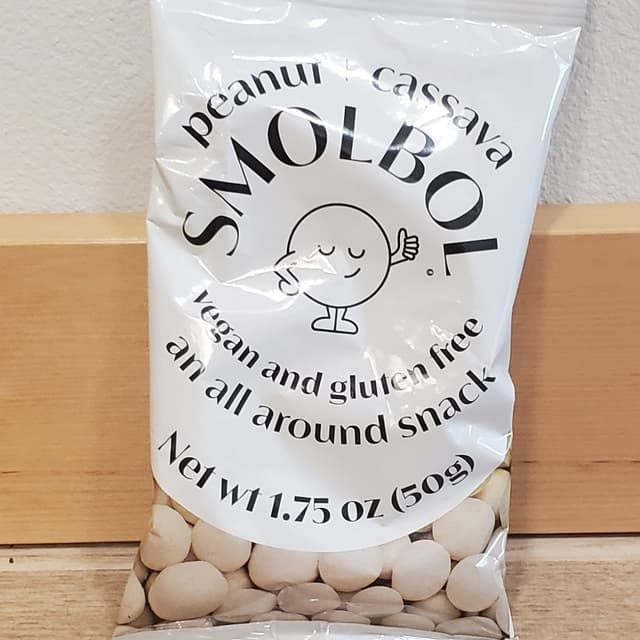 peanut + cassava
SMOLBOL
©
vegan and gluten free
an all around snack
Net wt 1.75 oz (50g)